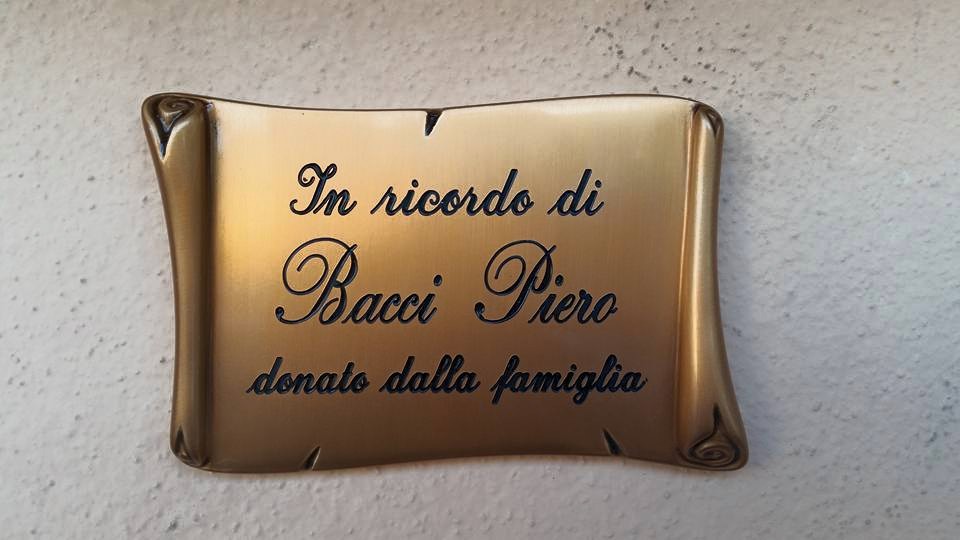 In ricordo di
Bacci Piero
donato dalla famiglia